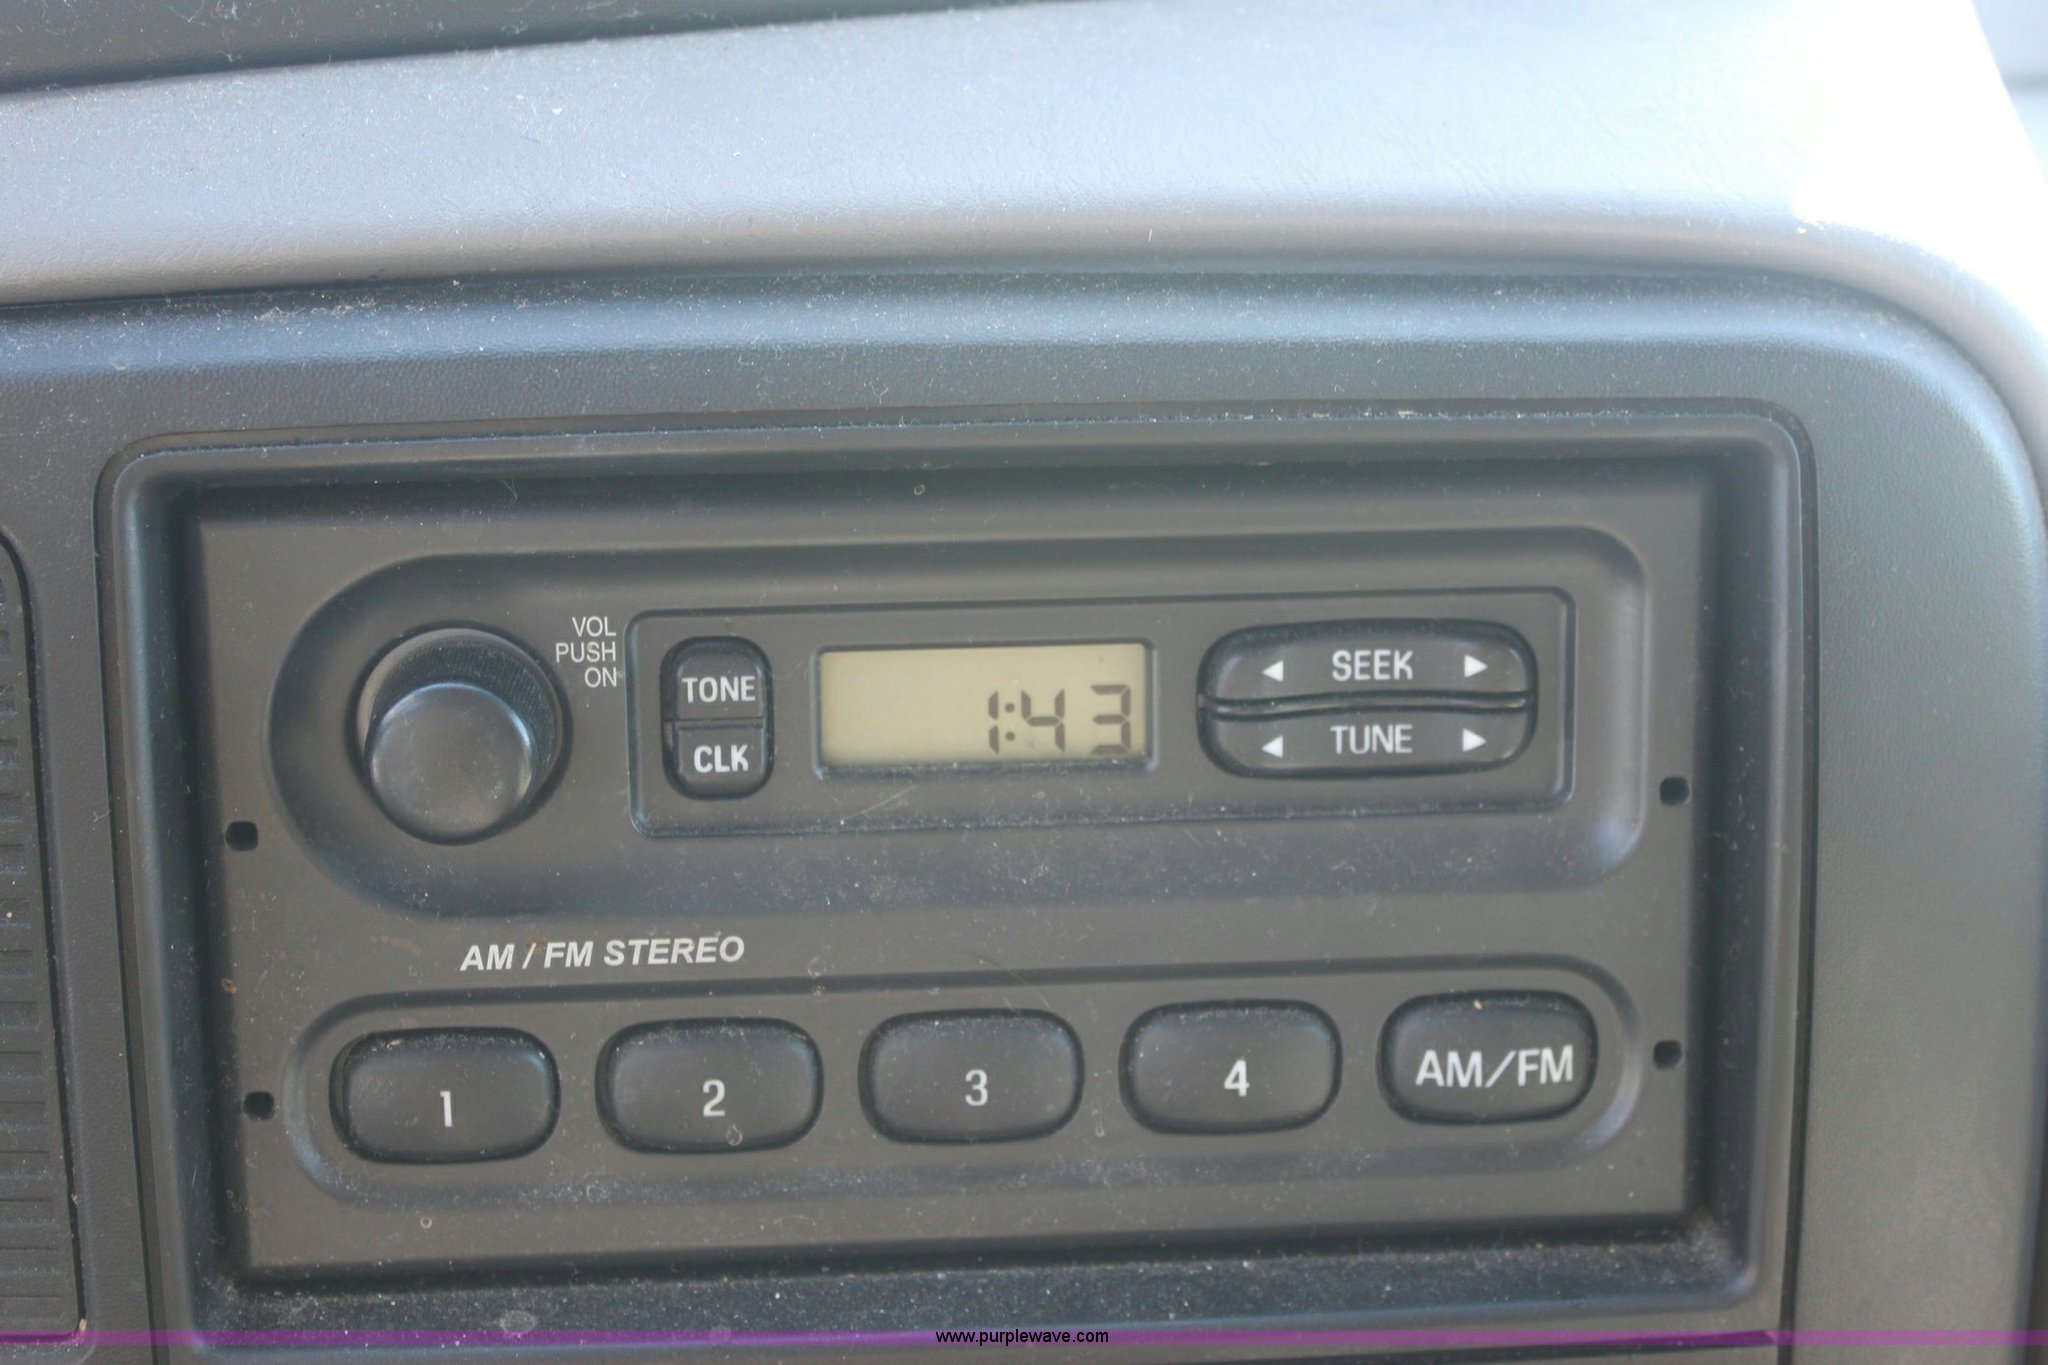 VOL
PUSH
ON
TONE
CLK
1:43
◄ SEEK ►
◄ TUNE ►
AM / FM STEREO
1 2 3 4 AM/FM
www.purplewave.com